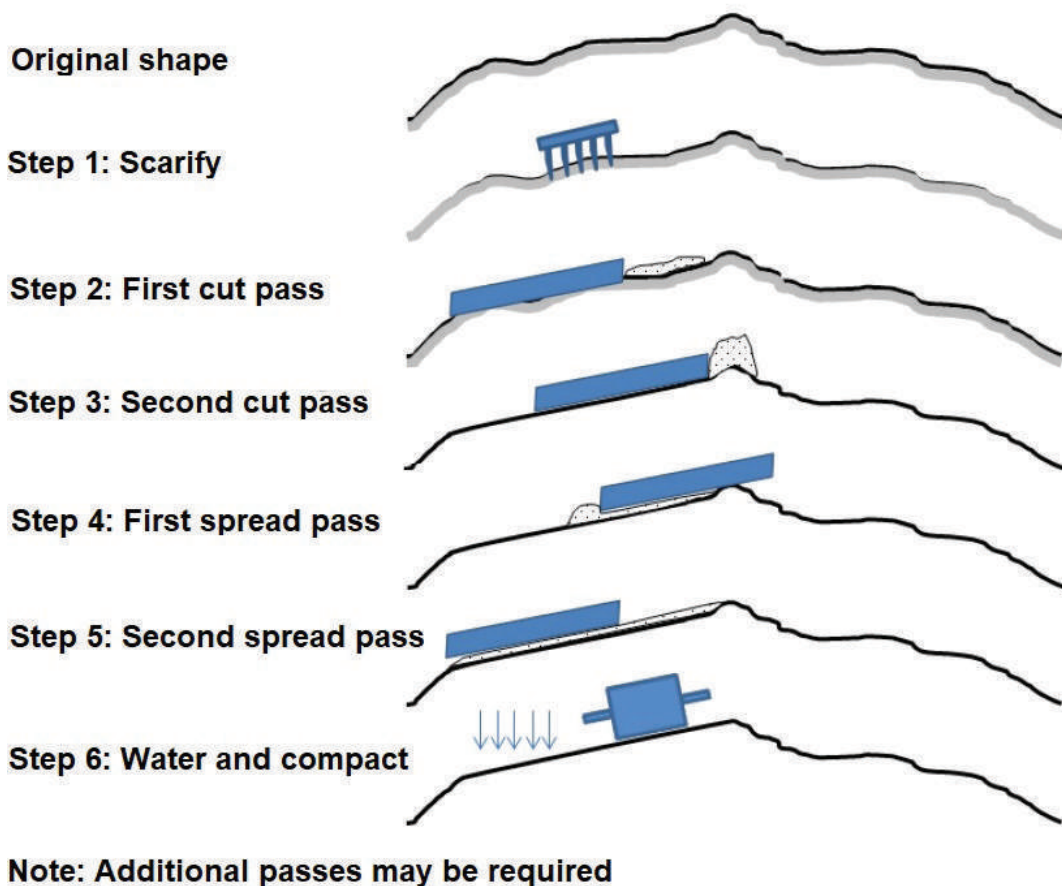 Original shape
Step 1: Scarify
Step 2: First cut pass
Step 3: Second cut pass
Step 4: First spread pass
Step 5: Second spread pass
Step 6: Water and compact
Note: Additional passes may be required